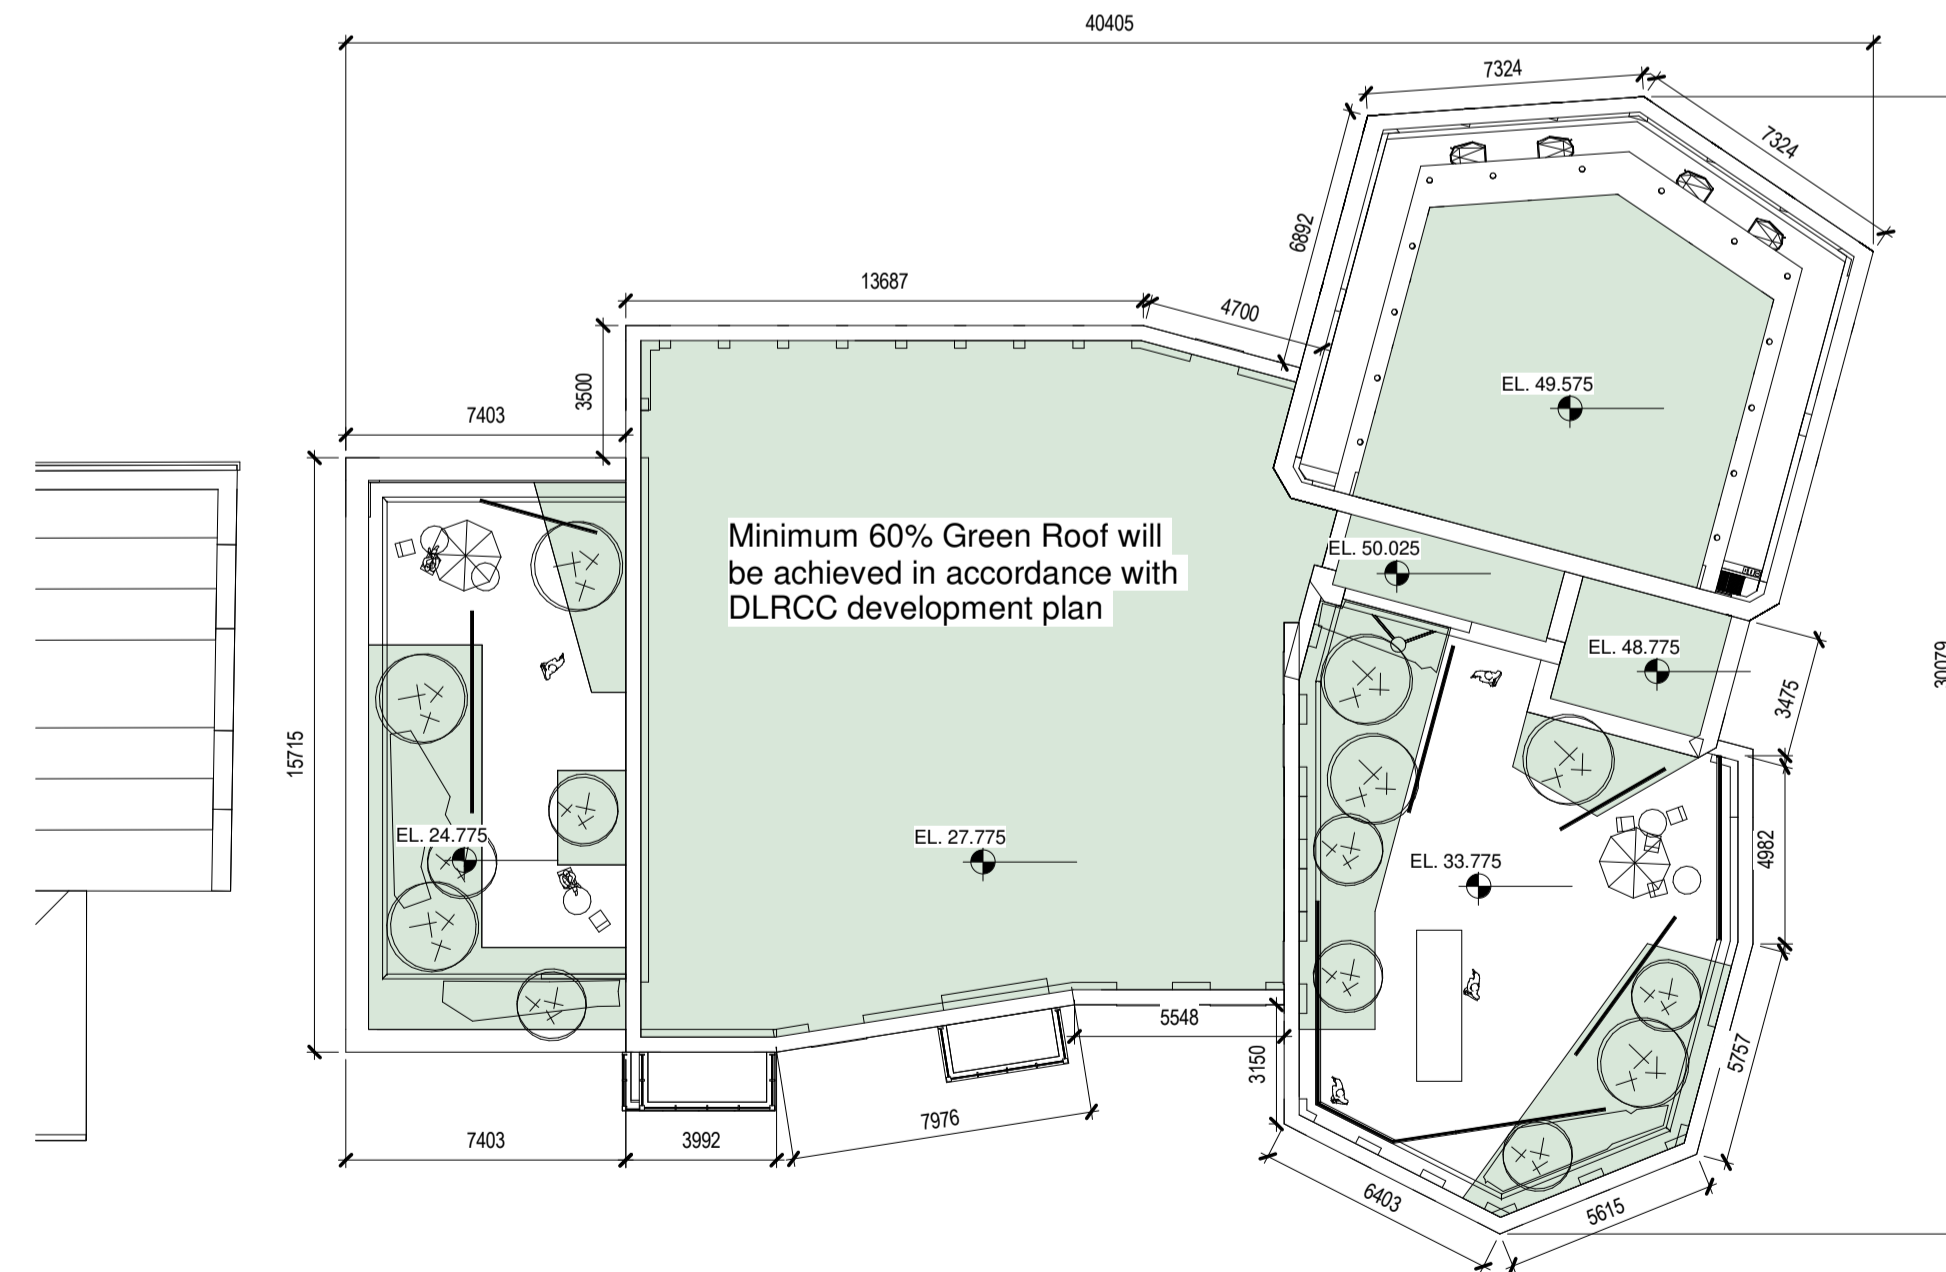 40405
7324
7324
6892
13687
4700
3500
7403
EL. 49.575
Minimum 60% Green Roof will
be achieved in accordance with
DLRCC development plan
EL. 50.025
EL. 48.775
30079
3475
15715
EL. 24.775
EL. 27.775
EL. 33.775
4982
5548
3150
5757
7976
7403
3992
6403
5615